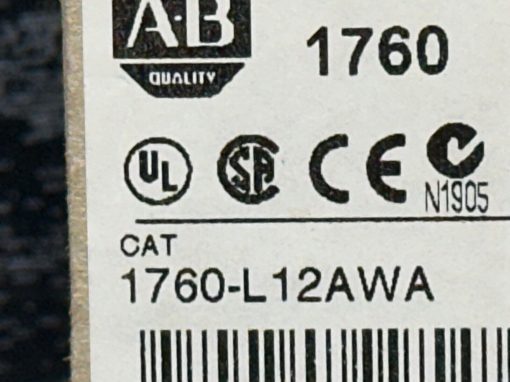 A·B 1760
QUALITY
UL SA CE N1905
CAT
1760-L12AWA